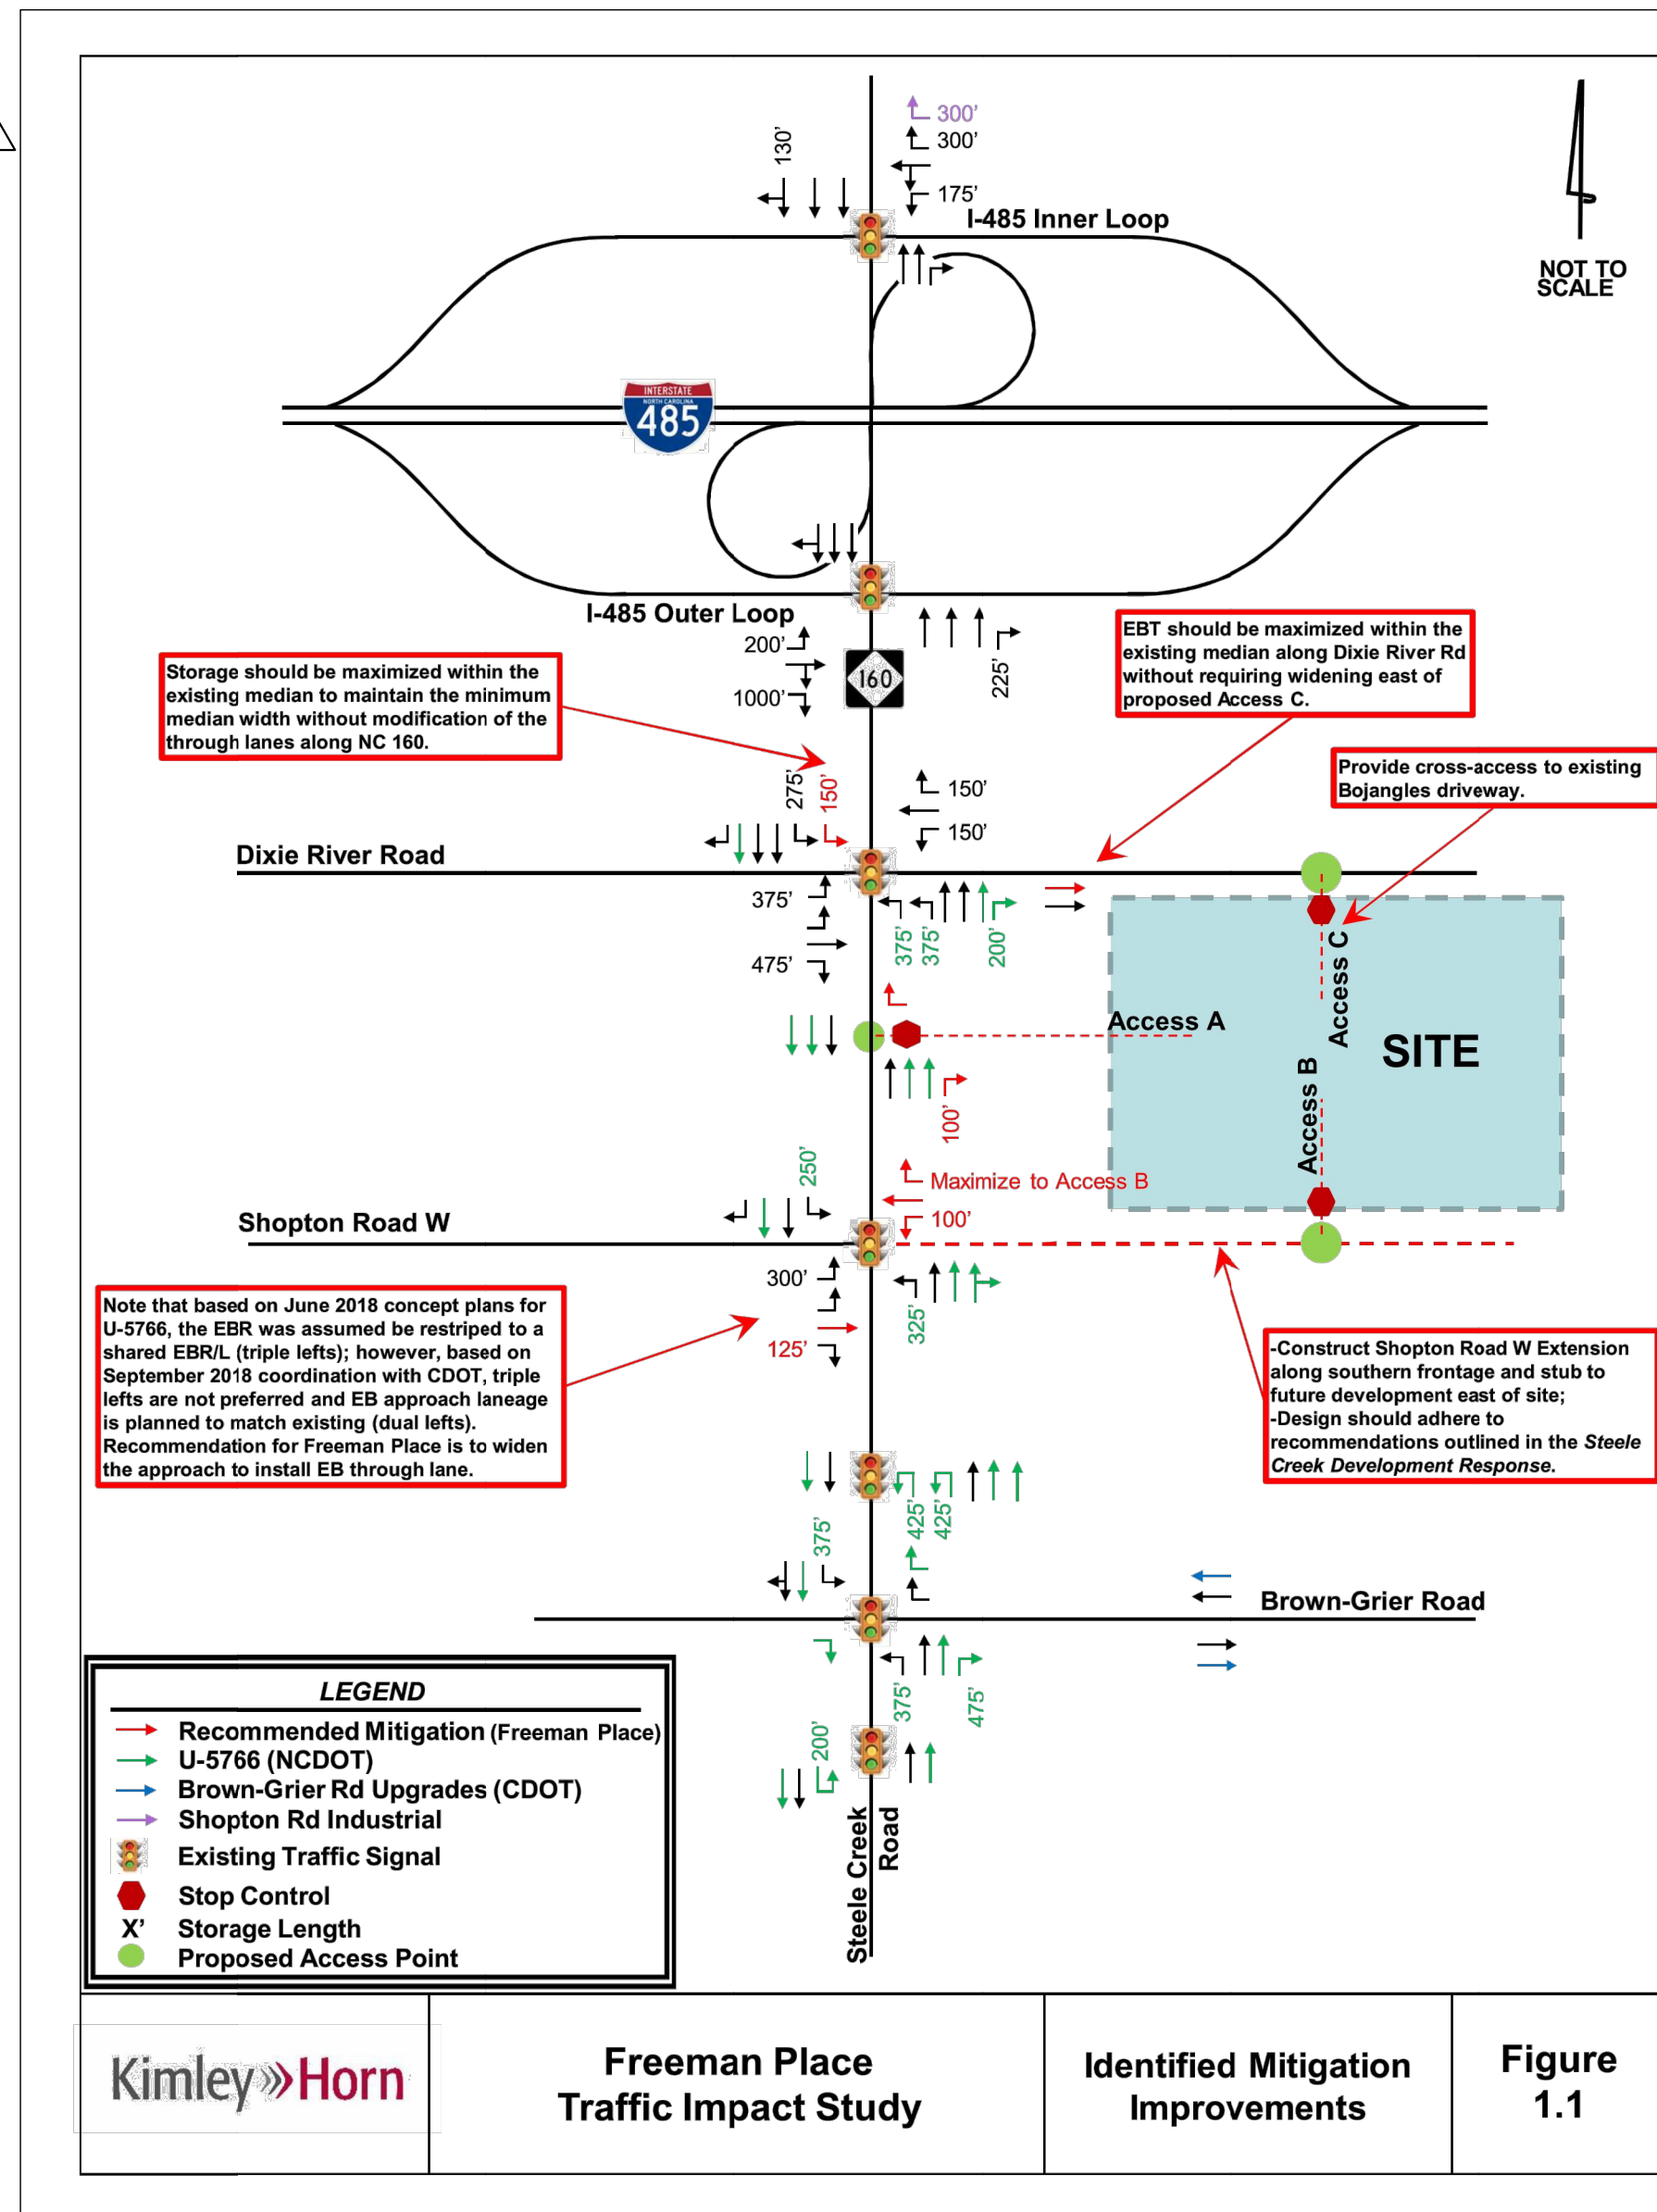 300'
130'
300'
175'
I-485 Inner Loop
NOT TO
SCALE
INTERSTATE
NORTH CAROLINA
485
I-485 Outer Loop
200'
1000'
160
225'
EBT should be maximized within the
existing median along Dixie River Rd
without requiring widening east of
proposed Access C.
Storage should be maximized within the
existing median to maintain the minimum
median width without modification of the
through lanes along NC 160.
Provide cross-access to existing
Bojangles driveway.
275'
150'
150'
150'
Dixie River Road
375'
475'
375'
375'
200'
Access A
Access C
SITE
Access B
100'
250'
Maximize to Access B
100'
Shopton Road W
300'
125'
325'
Note that based on June 2018 concept plans for
U-5766, the EBR was assumed be restriped to a
shared EBR/L (triple lefts); however, based on
September 2018 coordination with CDOT, triple
lefts are not preferred and EB approach laneage
is planned to match existing (dual lefts).
Recommendation for Freeman Place is to widen
the approach to install EB through lane.
-Construct Shopton Road W Extension
along southern frontage and stub to
future development east of site;
-Design should adhere to
recommendations outlined in the Steele
Creek Development Response.
425'
425'
375'
Brown-Grier Road
375'
475'
200'
Steele Creek
Road
LEGEND
Recommended Mitigation (Freeman Place)
U-5766 (NCDOT)
Brown-Grier Rd Upgrades (CDOT)
Shopton Rd Industrial
Existing Traffic Signal
Stop Control
X' Storage Length
Proposed Access Point
Kimley»Horn
Freeman Place
Traffic Impact Study
Identified Mitigation
Improvements
Figure
1.1